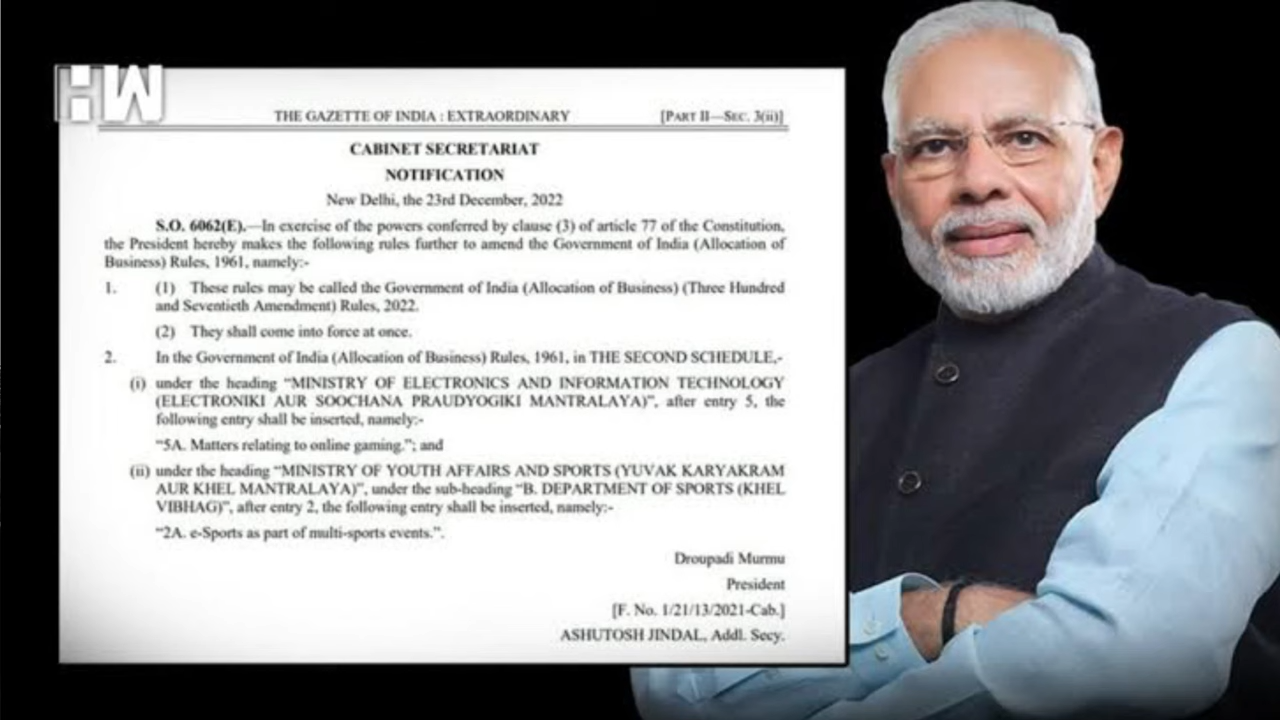 HW
THE GAZETTE OF INDIA : EXTRAORDINARY [PART II—SEC. 3(ii)]
CABINET SECRETARIAT
NOTIFICATION
New Delhi, the 23rd December, 2022
S.O. 6062(E).—In exercise of the powers conferred by clause (3) of article 77 of the Constitution,
the President hereby makes the following rules further to amend the Government of India (Allocation of
Business) Rules, 1961, namely:-
1. (1) These rules may be called the Government of India (Allocation of Business) (Three Hundred
and Seventieth Amendment) Rules, 2022.
(2) They shall come into force at once.
2. In the Government of India (Allocation of Business) Rules, 1961, in THE SECOND SCHEDULE,-
(i) under the heading “MINISTRY OF ELECTRONICS AND INFORMATION TECHNOLOGY
(ELECTRONIKI AUR SOOCHANA PRAUDYOGIKI MANTRALAYA)”, after entry 5, the
following entry shall be inserted, namely:-
“5A. Matters relating to online gaming.”; and
(ii) under the heading “MINISTRY OF YOUTH AFFAIRS AND SPORTS (YUVAK KARYAKRAM
AUR KHEL MANTRALAYA)”, under the sub-heading “B. DEPARTMENT OF SPORTS (KHEL
VIBHAG)”, after entry 2, the following entry shall be inserted, namely:-
“2A. e-Sports as part of multi-sports events.”.
Droupadi Murmu
President
[F. No. 1/21/13/2021-Cab.]
ASHUTOSH JINDAL, Addl. Secy.